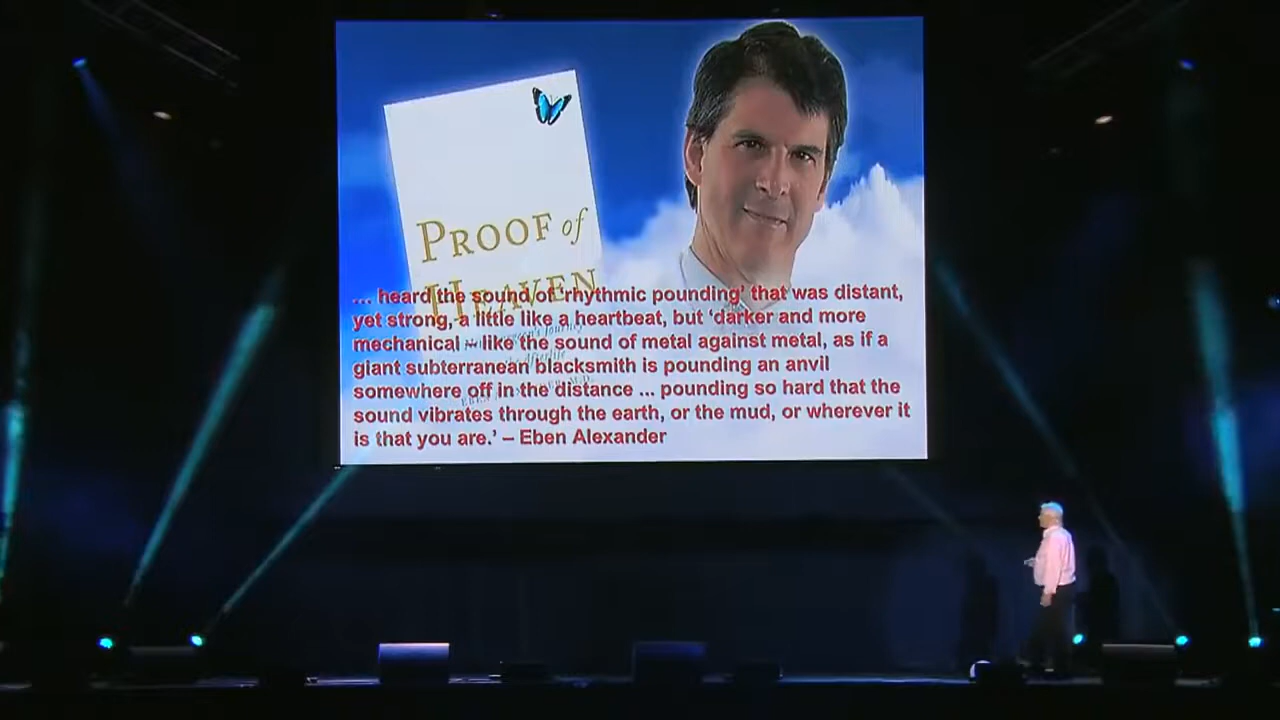 PROOF of
HEAVEN
... heard the sound of ‘rhythmic pounding’ that was distant,
yet strong, a little like a heartbeat, but ‘darker and more
mechanical – like the sound of metal against metal, as if a
giant subterranean blacksmith is pounding an anvil
somewhere off in the distance ... pounding so hard that the
sound vibrates through the earth, or the mud, or wherever it
is that you are.’ – Eben Alexander